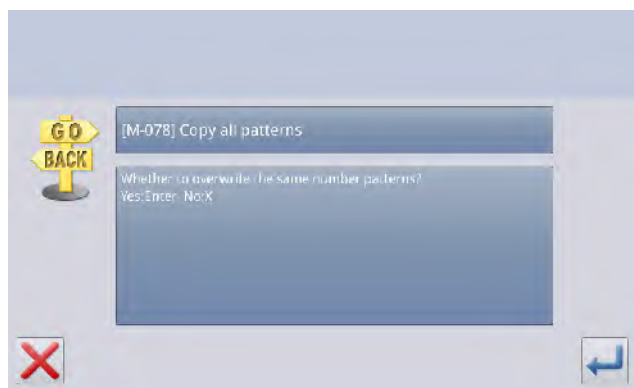 GO
BACK
[M-078] Copy all patterns
Whether to overwrite the same number patterns?
Yes:Enter No:X